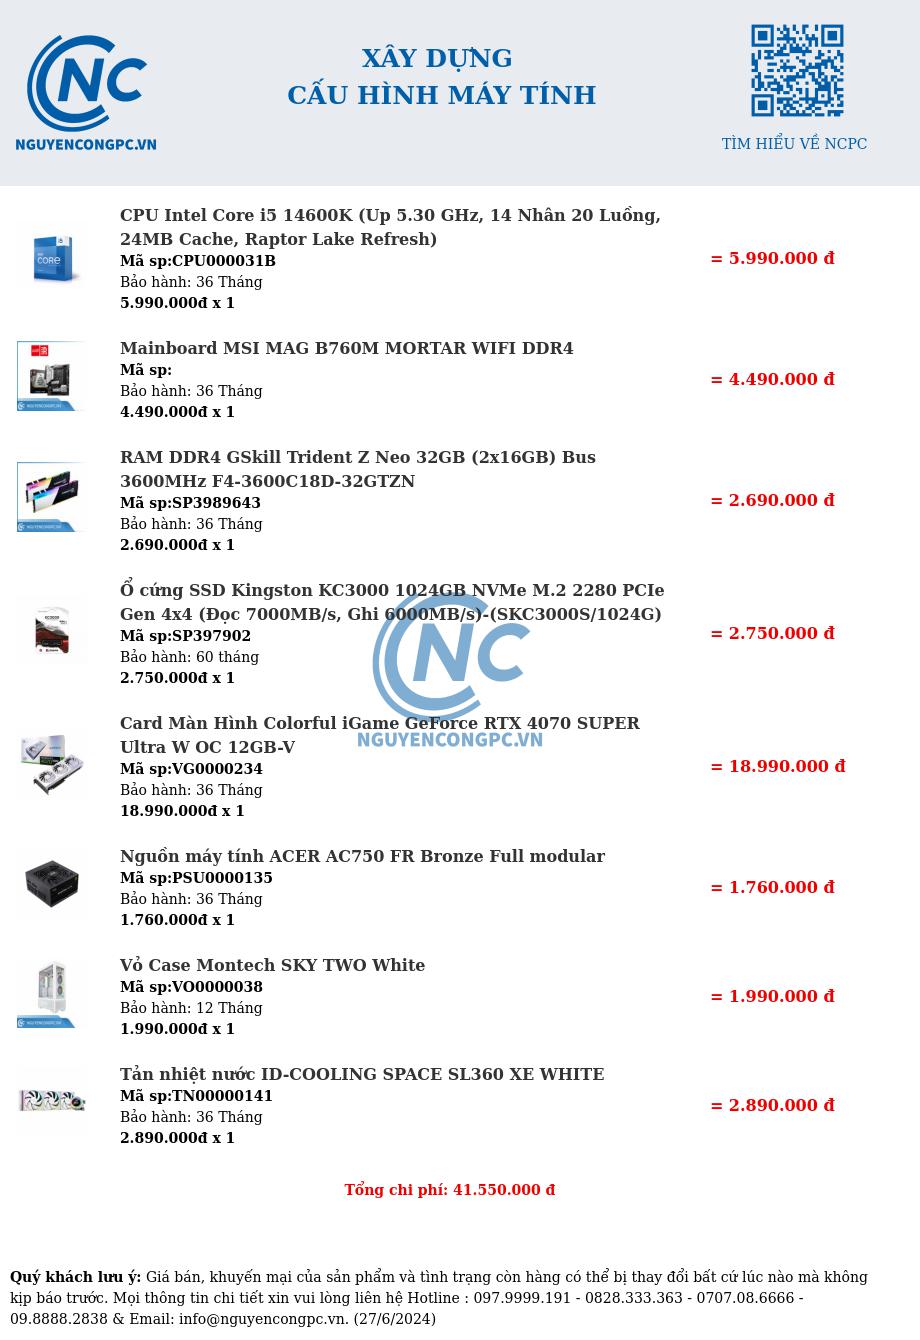 NC
NGUYENCONGPC.VN
XÂY DỰNG
CẤU HÌNH MÁY TÍNH
TÌM HIỂU VỀ NCPC
CPU Intel Core i5 14600K (Up 5.30 GHz, 14 Nhân 20 Luồng,
24MB Cache, Raptor Lake Refresh)
Mã sp:CPU000031B
Bảo hành: 36 Tháng
5.990.000đ x 1
= 5.990.000 đ
Mainboard MSI MAG B760M MORTAR WIFI DDR4
Mã sp:
Bảo hành: 36 Tháng
4.490.000đ x 1
= 4.490.000 đ
RAM DDR4 GSkill Trident Z Neo 32GB (2x16GB) Bus
3600MHz F4-3600C18D-32GTZN
Mã sp:SP3989643
Bảo hành: 36 Tháng
2.690.000đ x 1
= 2.690.000 đ
Ổ cứng SSD Kingston KC3000 1024GB NVMe M.2 2280 PCIe
Gen 4x4 (Đọc 7000MB/s, Ghi 6000MB/s)-(SKC3000S/1024G)
Mã sp:SP397902
Bảo hành: 60 tháng
2.750.000đ x 1
= 2.750.000 đ
NC
NGUYENCONGPC.VN
Card Màn Hình Colorful iGame GeForce RTX 4070 SUPER
Ultra W OC 12GB-V
Mã sp:VG0000234
Bảo hành: 36 Tháng
18.990.000đ x 1
= 18.990.000 đ
Nguồn máy tính ACER AC750 FR Bronze Full modular
Mã sp:PSU0000135
Bảo hành: 36 Tháng
1.760.000đ x 1
= 1.760.000 đ
Vỏ Case Montech SKY TWO White
Mã sp:VO0000038
Bảo hành: 12 Tháng
1.990.000đ x 1
= 1.990.000 đ
Tản nhiệt nước ID-COOLING SPACE SL360 XE WHITE
Mã sp:TN00000141
Bảo hành: 36 Tháng
2.890.000đ x 1
= 2.890.000 đ
Tổng chi phí: 41.550.000 đ
Quý khách lưu ý: Giá bán, khuyến mại của sản phẩm và tình trạng còn hàng có thể bị thay đổi bất cứ lúc nào mà không
kịp báo trước. Mọi thông tin chi tiết xin vui lòng liên hệ Hotline : 097.9999.191 - 0828.333.363 - 0707.08.6666 -
09.8888.2838 & Email: info@nguyencongpc.vn. (27/6/2024)